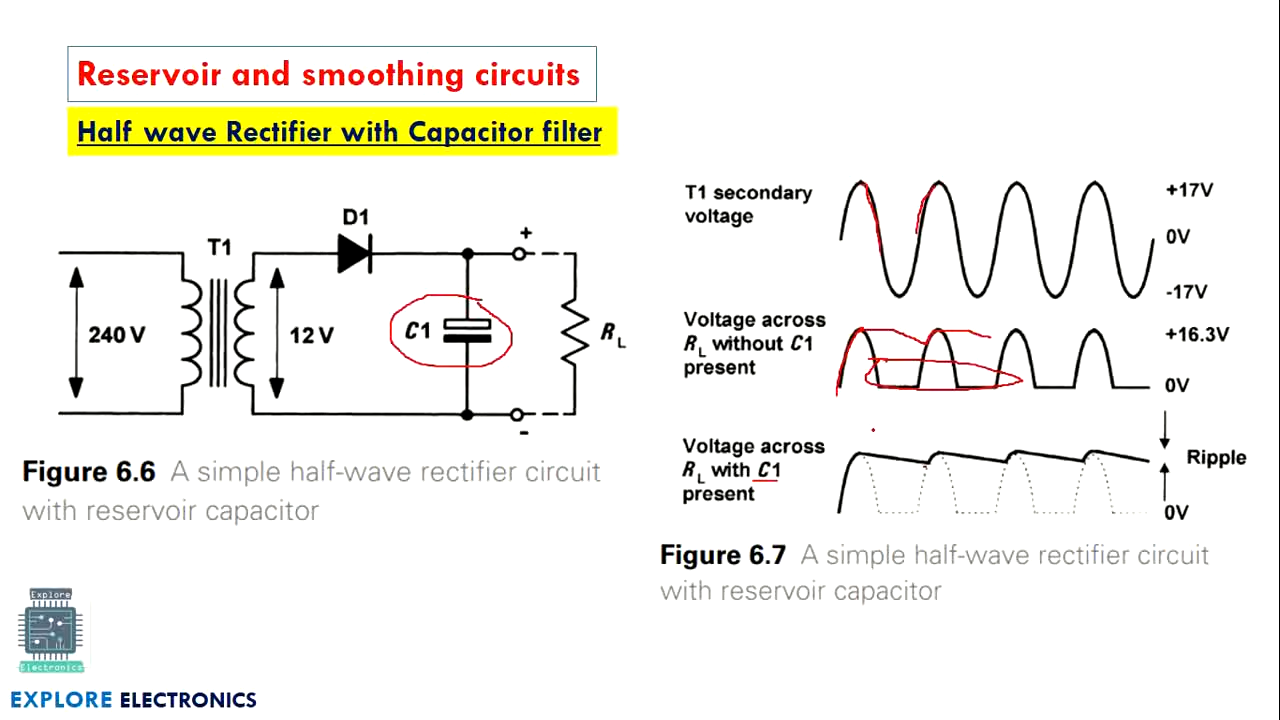 Reservoir and smoothing circuits
Half wave Rectifier with Capacitor filter
D1
T1
+
240 V
12 V
C1
RL
-
Figure 6.6 A simple half-wave rectifier circuit
with reservoir capacitor
T1 secondary
voltage
+17V
0V
-17V
Voltage across
RL without C1
present
+16.3V
0V
Voltage across
RL with C1
present
Ripple
0V
Figure 6.7 A simple half-wave rectifier circuit
with reservoir capacitor
Explore
Electronics
EXPLORE ELECTRONICS